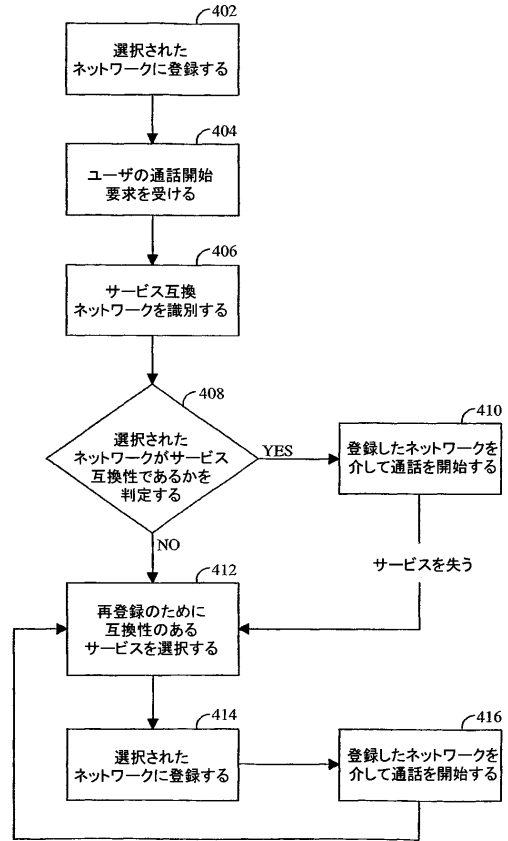 402
選択された
ネットワークに登録する
404
ユーザの通話開始
要求を受ける
406
サービス互換
ネットワークを識別する
408
選択された
ネットワークがサービス
互換性であるかを
判定する
YES
410
登録したネットワークを
介して通話を開始する
NO
サービスを失う
412
再登録のために
互換性のある
サービスを選択する
414
選択された
ネットワークに登録する
416
登録したネットワークを
介して通話を開始する